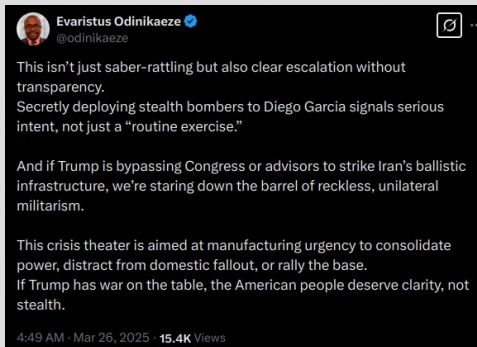 Evaristus Odinikaeze
@odinikaeze
This isn't just saber-rattling but also clear escalation without
transparency.
Secretly deploying stealth bombers to Diego Garcia signals serious
intent, not just a "routine exercise."
And if Trump is bypassing Congress or advisors to strike Iran's ballistic
infrastructure, we're staring down the barrel of reckless, unilateral
militarism.
This crisis theater is aimed at manufacturing urgency to consolidate
power, distract from domestic fallout, or rally the base.
If Trump has war on the table, the American people deserve clarity, not
stealth.
4:49 AM · Mar 26, 2025 · 15.4K Views